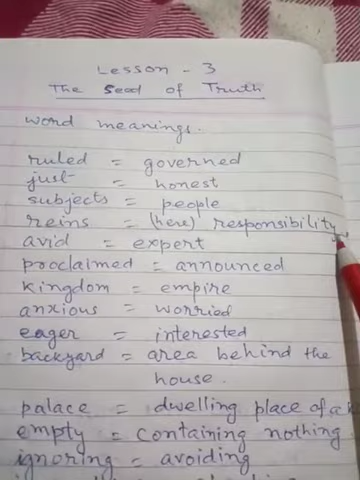 Lesson - 3
The Seed of Truth
word meanings.
ruled = governed
just = honest
subjects = people
reins = (here) responsibility
avid = expert
proclaimed = announced
kingdom = empire
anxious = worried
eager = interested
backyard = area behind the
house.
palace = dwelling place of a
empty = containing nothing
ignoring = avoiding